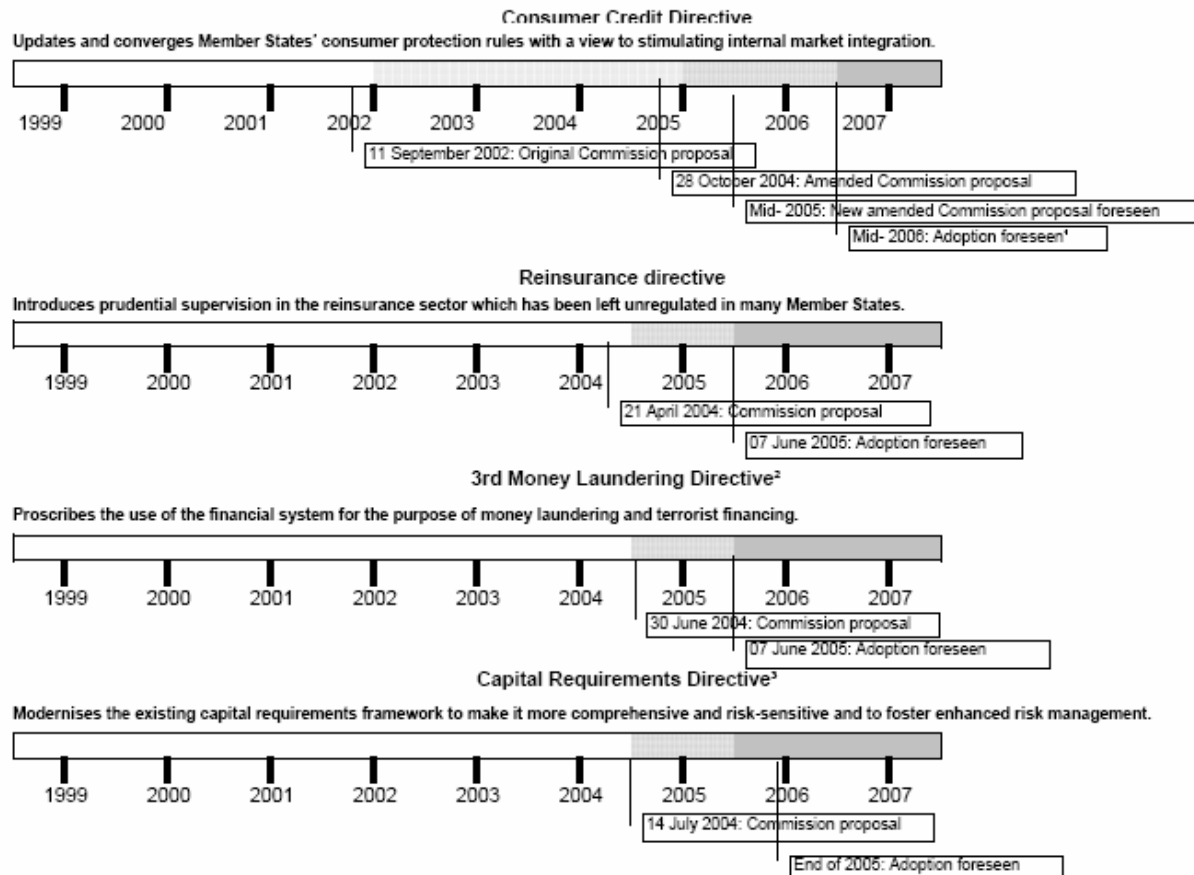 Consumer Credit Directive
Updates and converges Member States' consumer protection rules with a view to stimulating internal market integration.
1999 2000 2001 2002 2003 2004 2005 2006 2007
11 September 2002: Original Commission proposal
28 October 2004: Amended Commission proposal
Mid- 2005: New amended Commission proposal foreseen
Mid- 2006: Adoption foreseen¹
Reinsurance directive
Introduces prudential supervision in the reinsurance sector which has been left unregulated in many Member States.
1999 2000 2001 2002 2003 2004 2005 2006 2007
21 April 2004: Commission proposal
07 June 2005: Adoption foreseen
3rd Money Laundering Directive²
Proscribes the use of the financial system for the purpose of money laundering and terrorist financing.
1999 2000 2001 2002 2003 2004 2005 2006 2007
30 June 2004: Commission proposal
07 June 2005: Adoption foreseen
Capital Requirements Directive³
Modernises the existing capital requirements framework to make it more comprehensive and risk-sensitive and to foster enhanced risk management.
1999 2000 2001 2002 2003 2004 2005 2006 2007
14 July 2004: Commission proposal
End of 2005: Adoption foreseen